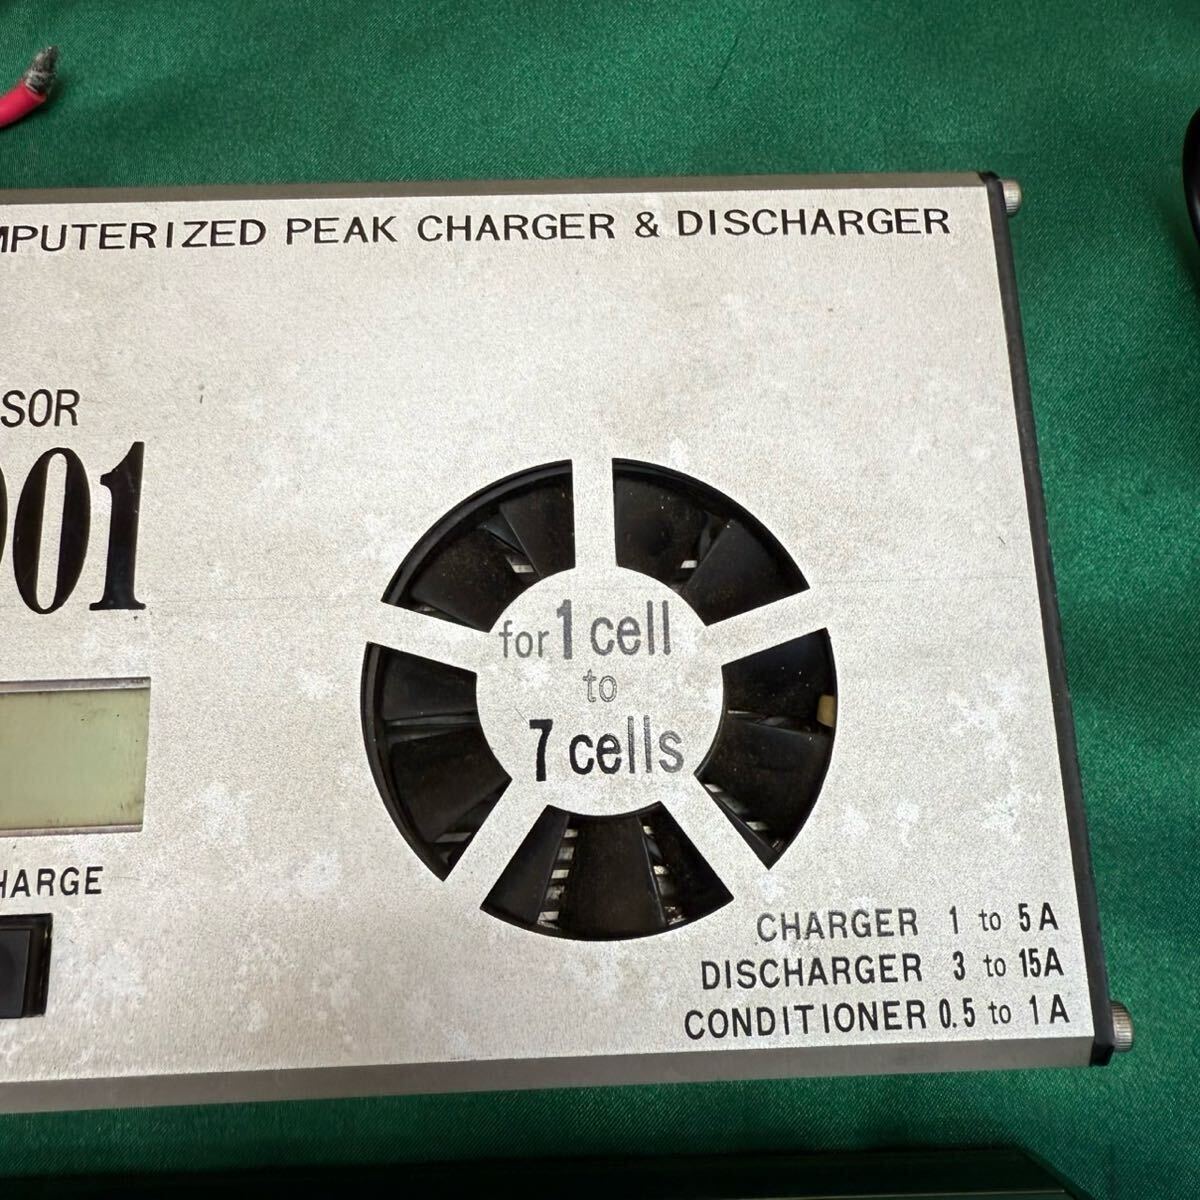 MPUTERIZED PEAK CHARGER & DISCHARGER
SOR
001
for 1 cell
to
7 cells
HARGE
CHARGER 1 to 5A
DISCHARGER 3 to 15A
CONDITIONER 0.5 to 1A